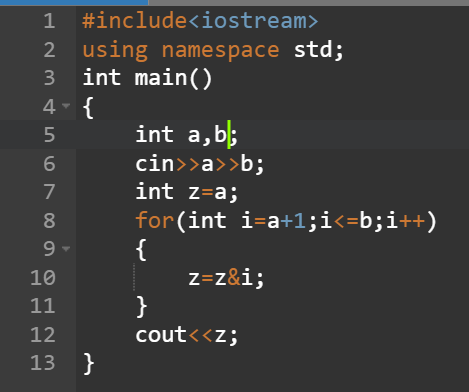 1 #include<iostream>
2 using namespace std;
3 int main()
4 {
5 int a,b;
6 cin>>a>>b;
7 int z=a;
8 for(int i=a+1;i<=b;i++)
9 {
10 z=z&i;
11 }
12 cout<<z;
13 }